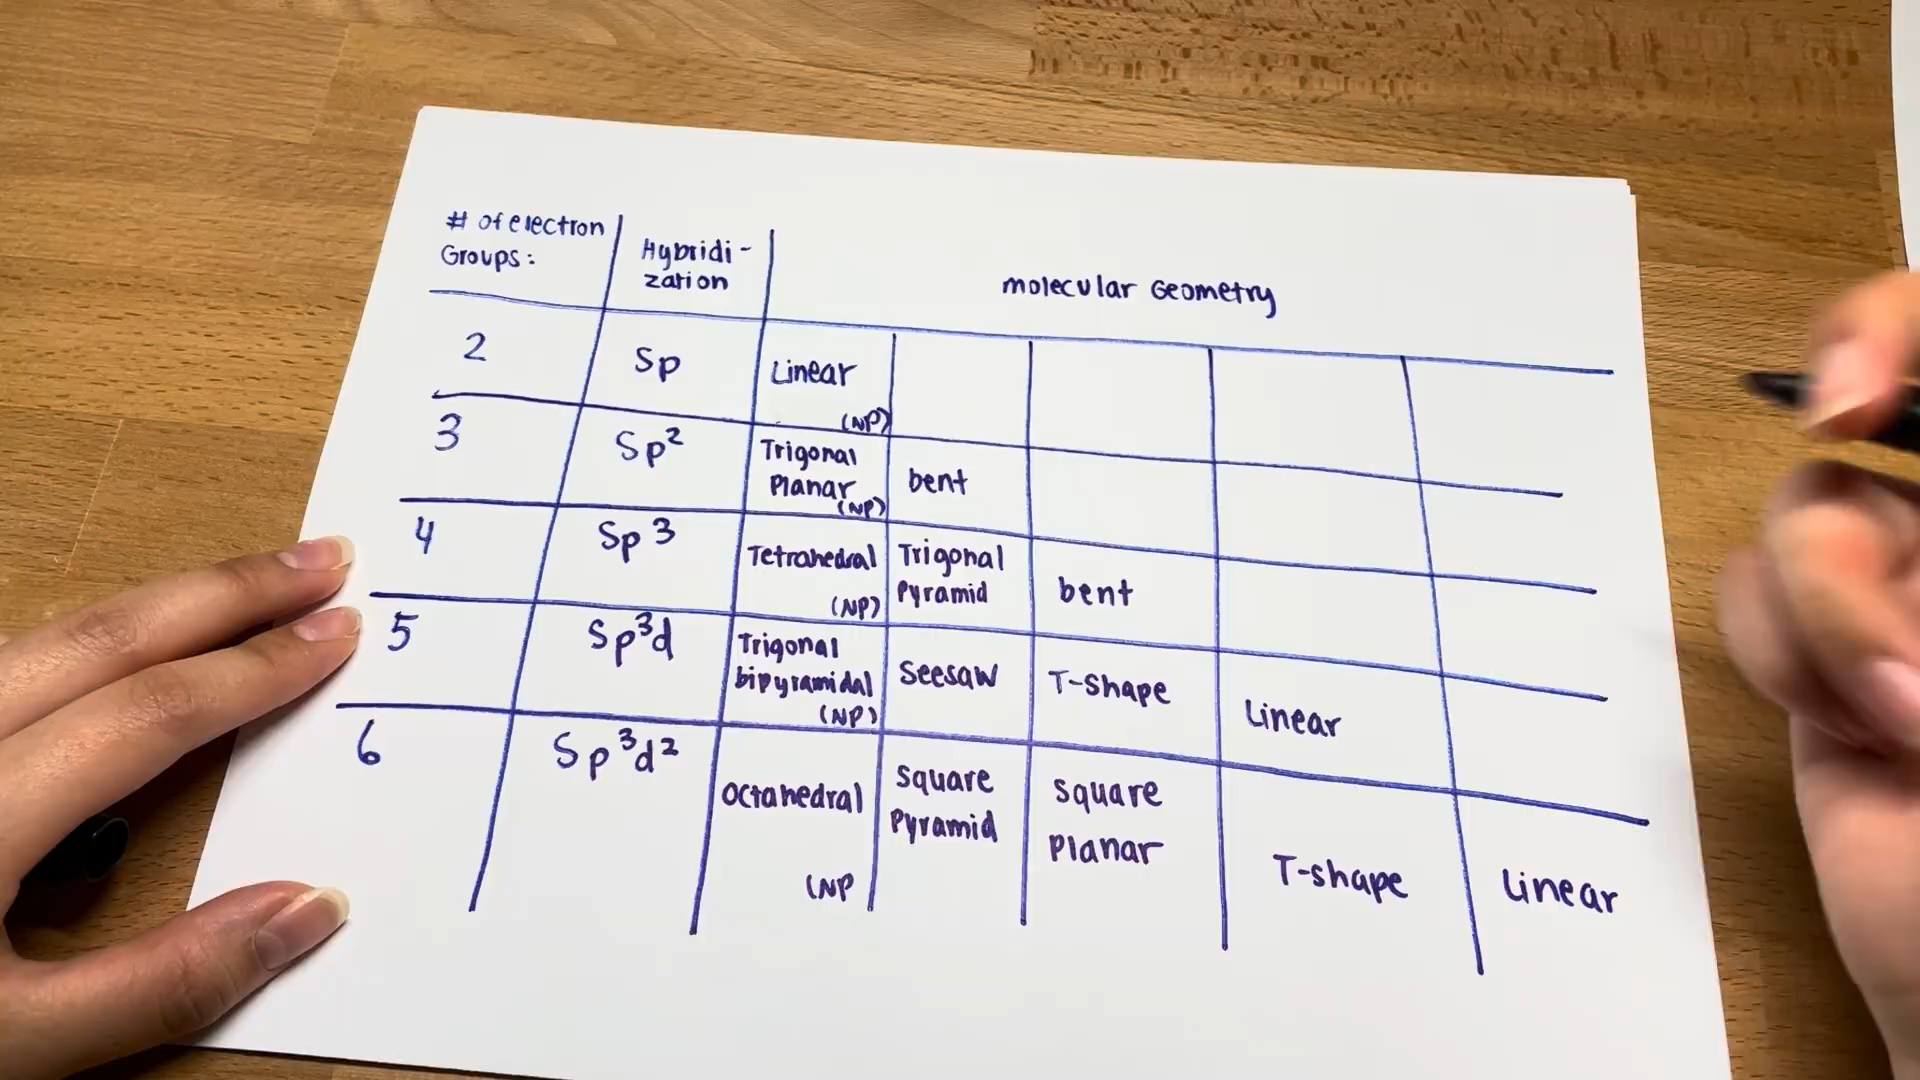 # of electron
Groups:
Hybridi-
zation
molecular Geometry
2
Sp
Linear
(NP)
3
Sp²
Trigonal
Planar
(NP)
bent
4
Sp³
Tetrahedral
(NP)
Trigonal
Pyramid
bent
5
Sp³d
Trigonal
bipyramidal
(NP)
Seesaw
T-Shape
Linear
6
Sp³d²
Octahedral
(NP
Square
Pyramid
Square
Planar
T-shape
Linear